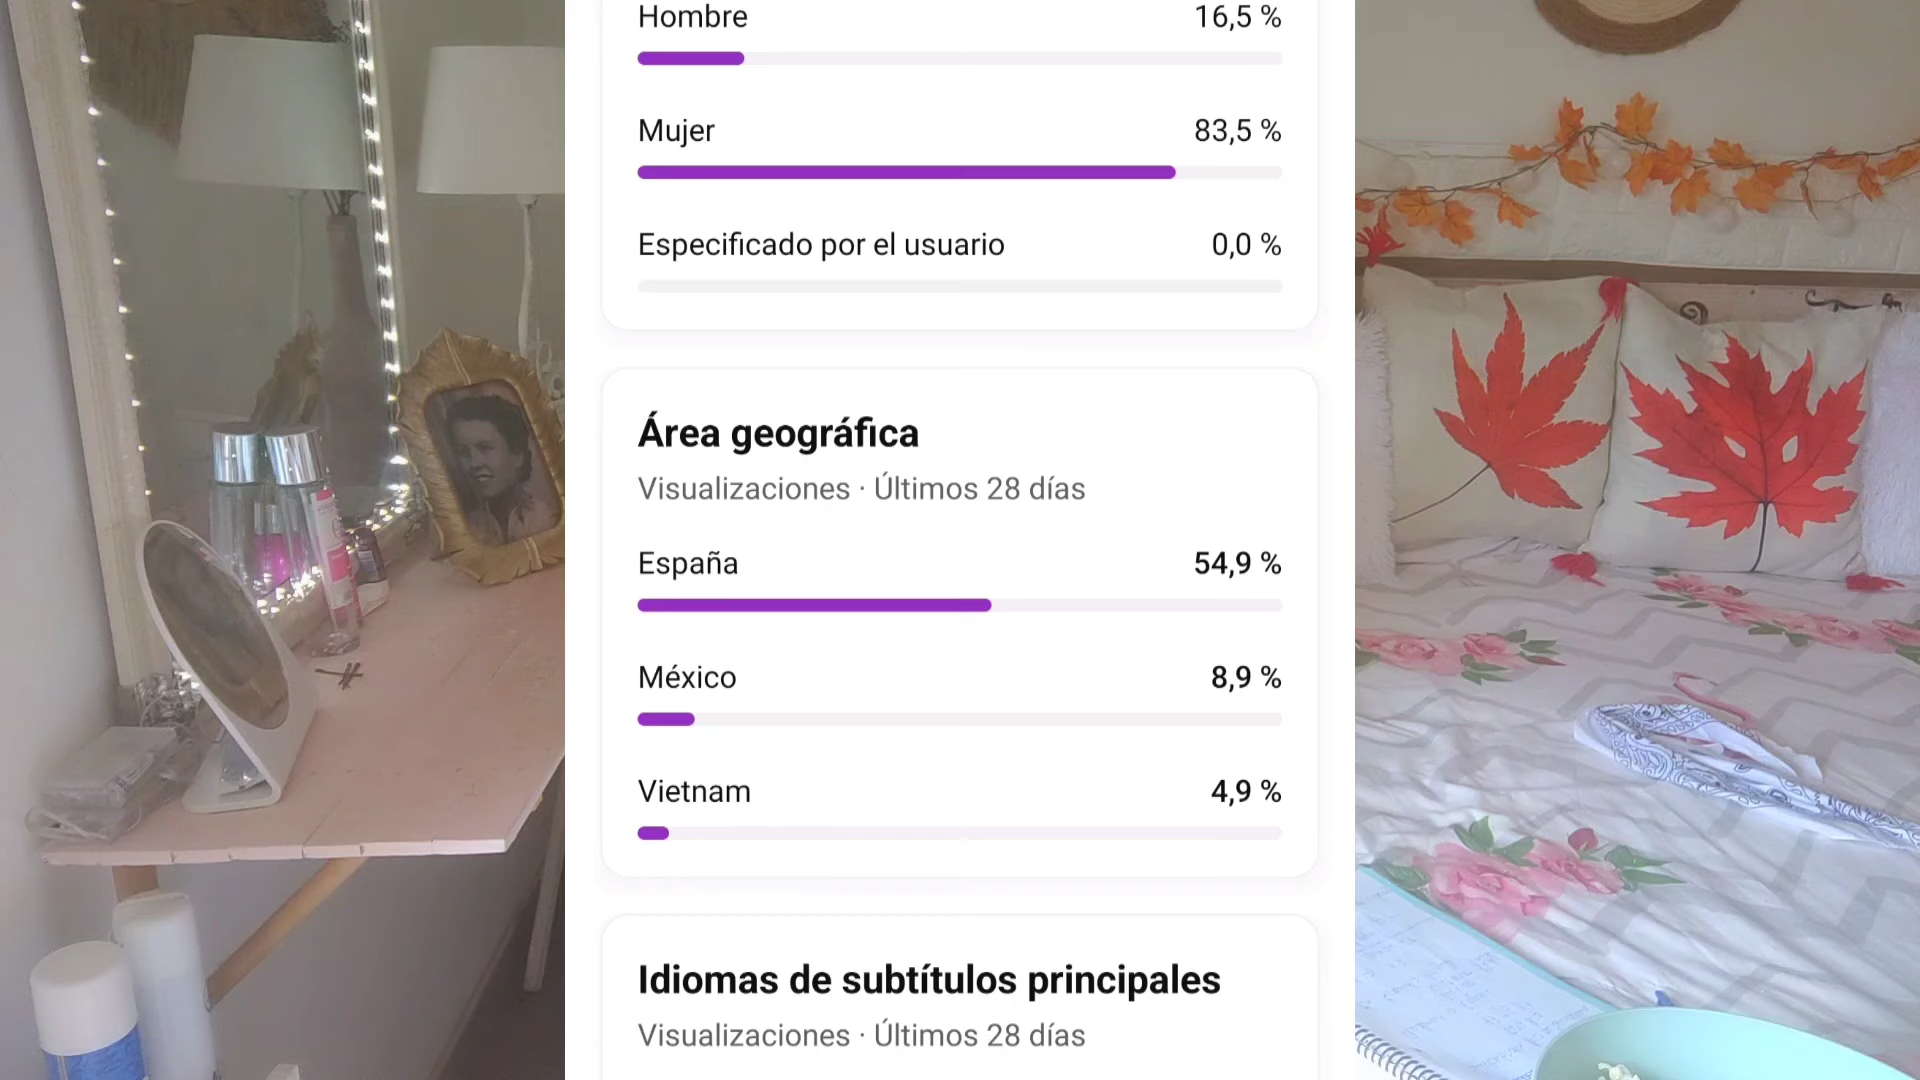 Hombre 16,5 %
Mujer 83,5 %
Especificado por el usuario 0,0 %
Área geográfica
Visualizaciones · Últimos 28 días
España 54,9 %
México 8,9 %
Vietnam 4,9 %
Idiomas de subtítulos principales
Visualizaciones · Últimos 28 días